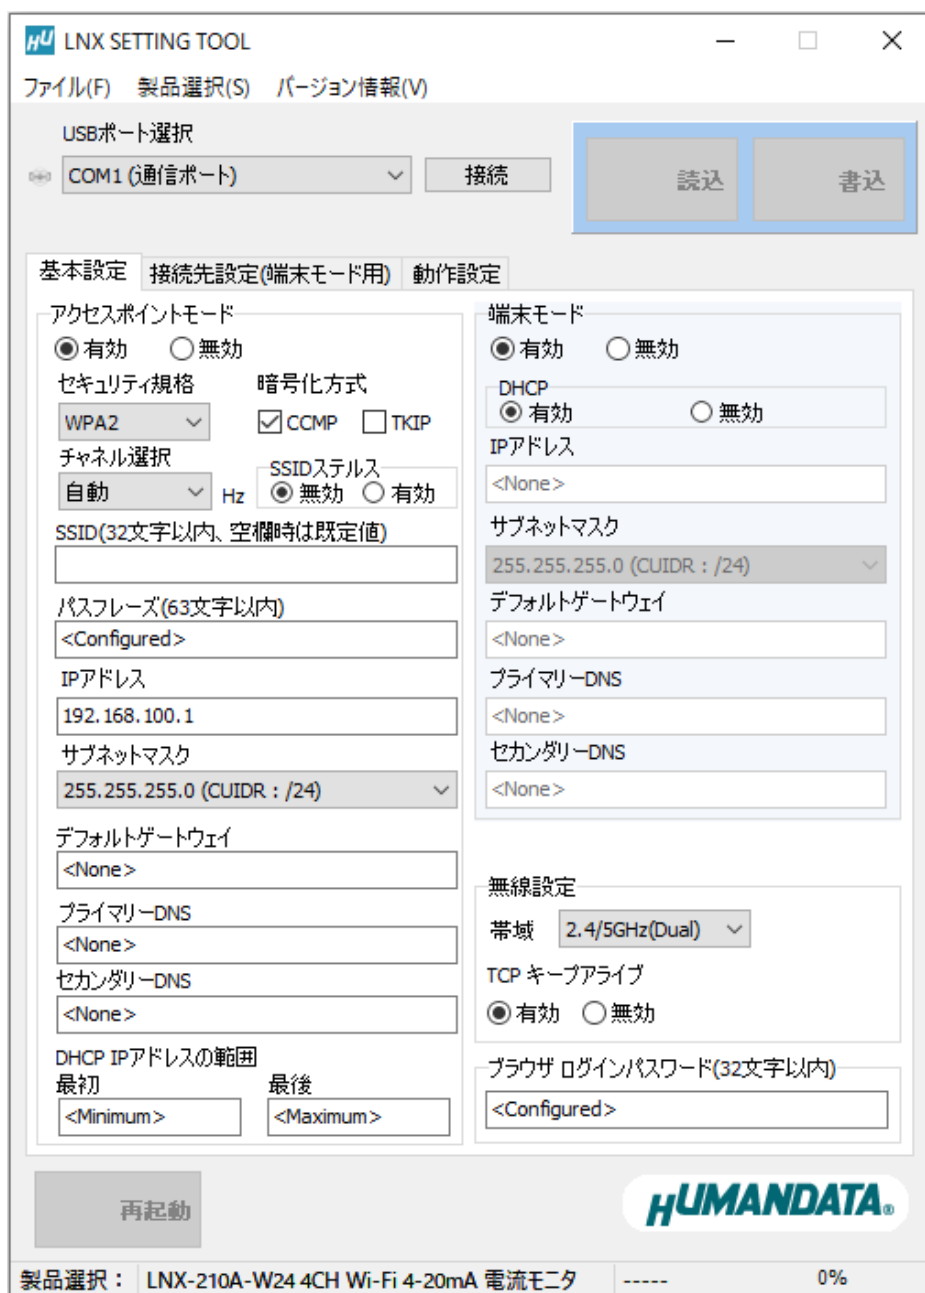 HU LNX SETTING TOOL
ファイル(F) 製品選択(S) バージョン情報(V)
USBポート選択
COM1 (通信ポート) 接続 読込 書込
基本設定 接続先設定(端末モード用) 動作設定
アクセスポイントモード
有効 無効
セキュリティ規格 暗号化方式
WPA2 CCMP TKIP
チャネル選択 SSIDステルス
自動 Hz 無効 有効
SSID(32文字以内、空欄時は既定値)
パスフレーズ(63文字以内)
<Configured>
IPアドレス
192.168.100.1
サブネットマスク
255.255.255.0 (CUIDR : /24)
デフォルトゲートウェイ
<None>
プライマリーDNS
<None>
セカンダリーDNS
<None>
DHCP IPアドレスの範囲
最初 最後
<Minimum> <Maximum>
端末モード
有効 無効
DHCP
有効 無効
IPアドレス
<None>
サブネットマスク
255.255.255.0 (CUIDR : /24)
デフォルトゲートウェイ
<None>
プライマリーDNS
<None>
セカンダリーDNS
<None>
無線設定
帯域 2.4/5GHz(Dual)
TCP キープアライブ
有効 無効
ブラウザ ログインパスワード(32文字以内)
<Configured>
再起動 HUMANDATA®
製品選択： LNX-210A-W24 4CH Wi-Fi 4-20mA 電流モニタ ----- 0%